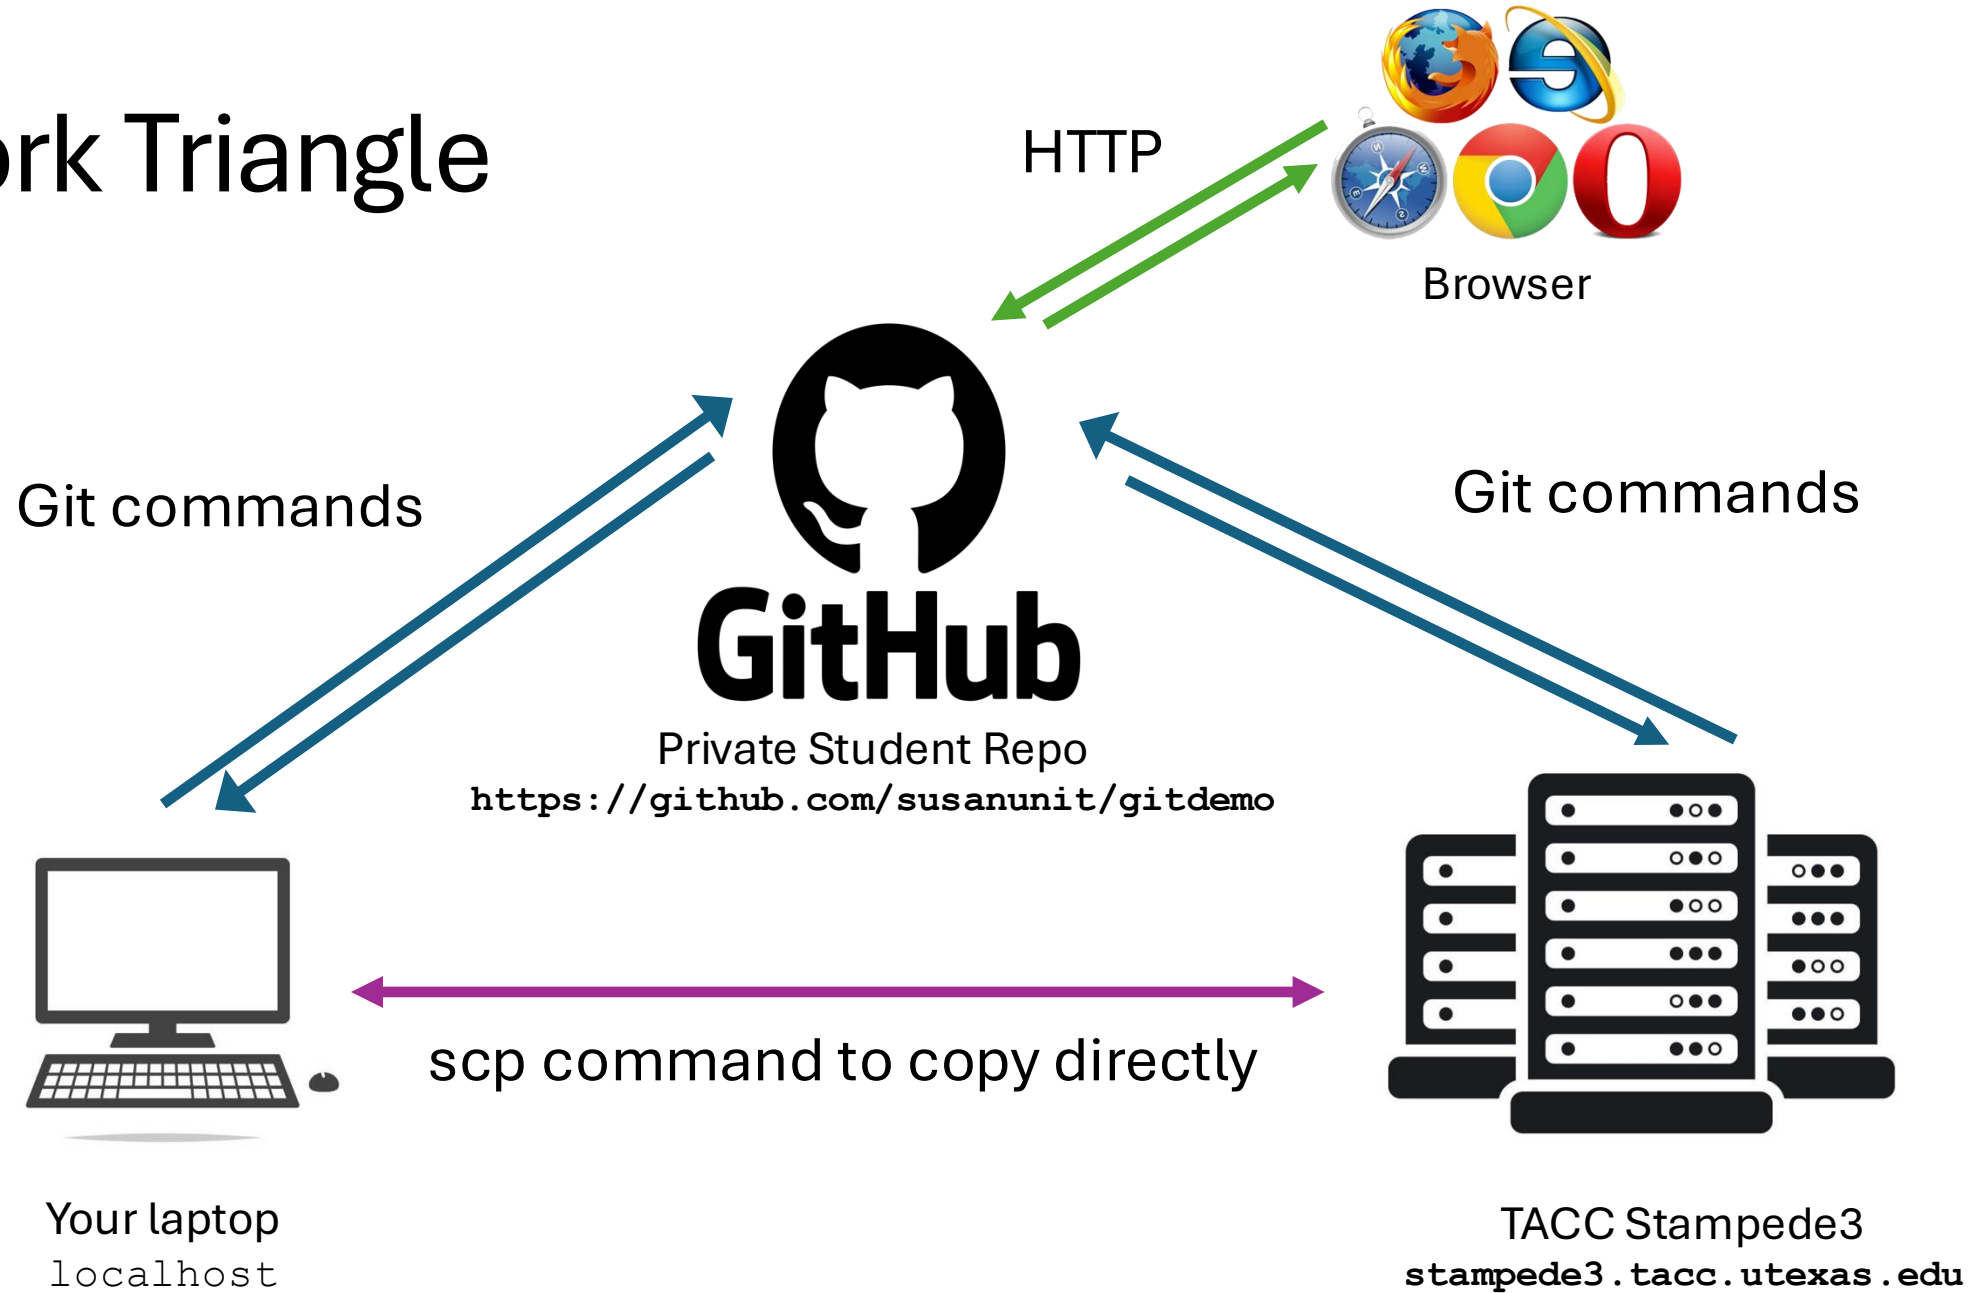 ork Triangle
HTTP
Browser
Git commands
Git commands
GitHub
Private Student Repo
https://github.com/susanunit/gitdemo
scp command to copy directly
Your laptop
localhost
TACC Stampede3
stampede3.tacc.utexas.edu